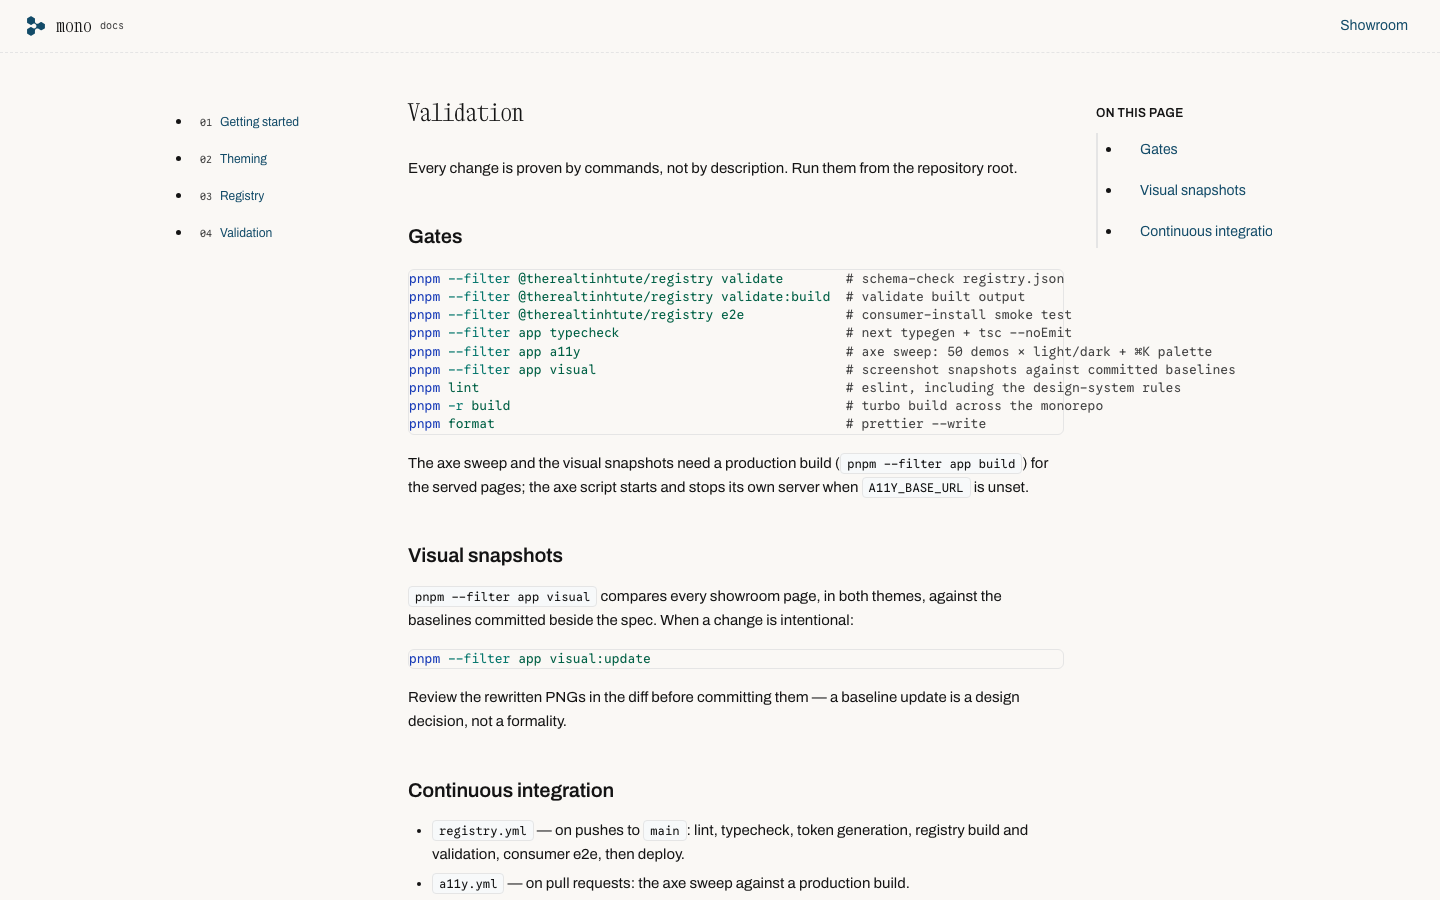 mono docs
Showroom
01 Getting started
02 Theming
03 Registry
04 Validation
Validation
Every change is proven by commands, not by description. Run them from the repository root.
Gates
pnpm --filter @therealtinhtute/registry validate        # schema-check registry.json
pnpm --filter @therealtinhtute/registry validate:build  # validate built output
pnpm --filter @therealtinhtute/registry e2e             # consumer-install smoke test
pnpm --filter app typecheck                             # next typegen + tsc --noEmit
pnpm --filter app a11y                                  # axe sweep: 50 demos × light/dark + ⌘K palette
pnpm --filter app visual                                # screenshot snapshots against committed baselines
pnpm lint                                               # eslint, including the design-system rules
pnpm -r build                                           # turbo build across the monorepo
pnpm format                                             # prettier --write
The axe sweep and the visual snapshots need a production build (pnpm --filter app build) for
the served pages; the axe script starts and stops its own server when A11Y_BASE_URL is unset.
Visual snapshots
pnpm --filter app visual compares every showroom page, in both themes, against the
baselines committed beside the spec. When a change is intentional:
pnpm --filter app visual:update
Review the rewritten PNGs in the diff before committing them — a baseline update is a design
decision, not a formality.
Continuous integration
registry.yml — on pushes to main: lint, typecheck, token generation, registry build and
validation, consumer e2e, then deploy.
a11y.yml — on pull requests: the axe sweep against a production build.
ON THIS PAGE
Gates
Visual snapshots
Continuous integratio